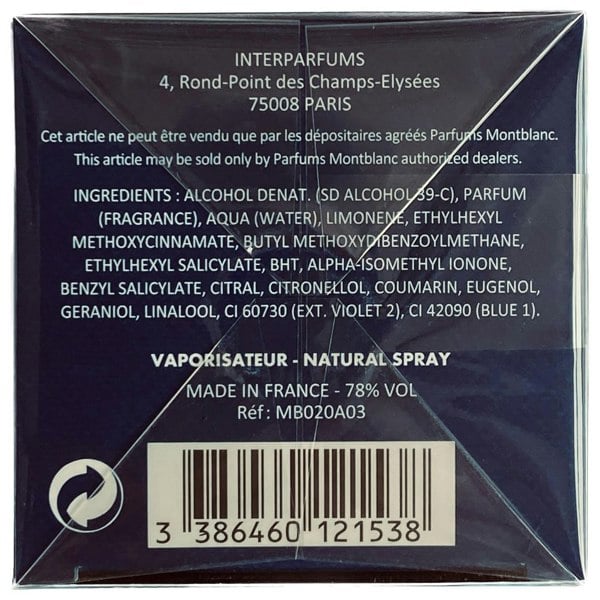 INTERPARFUMS
4, Rond-Point des Champs-Elysées
75008 PARIS
Cet article ne peut être vendu que par les dépositaires agréés Parfums Montblanc.
This article may be sold only by Parfums Montblanc authorized dealers.
INGREDIENTS : ALCOHOL DENAT. (SD ALCOHOL 39-C), PARFUM
(FRAGRANCE), AQUA (WATER), LIMONENE, ETHYLHEXYL
METHOXYCINNAMATE, BUTYL METHOXYDIBENZOYLMETHANE,
ETHYLHEXYL SALICYLATE, BHT, ALPHA-ISOMETHYL IONONE,
BENZYL SALICYLATE, CITRAL, CITRONELLOL, COUMARIN, EUGENOL,
GERANIOL, LINALOOL, CI 60730 (EXT. VIOLET 2), CI 42090 (BLUE 1).
VAPORISATEUR - NATURAL SPRAY
MADE IN FRANCE - 78% VOL
Réf : MB020A03
3 386460 121538